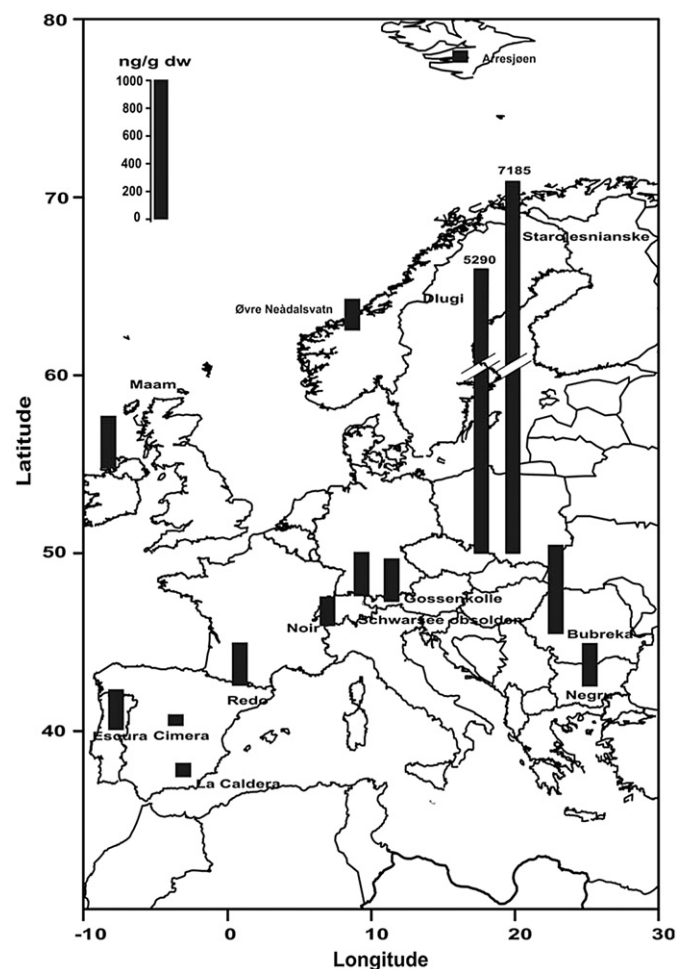 80
ng/g dw
1000
800
600
400
200
0
Arresjøen
70
7185
Starolesnianske
5290
Dlugi
Øvre Neàdalsvatn
60
Maam
Latitude
50
Gossenkolle
Schwarsee obsolden
Noir
Bubreka
Redo
Negru
40
Escura Cimera
La Caldera
-10 0 10 20 30
Longitude